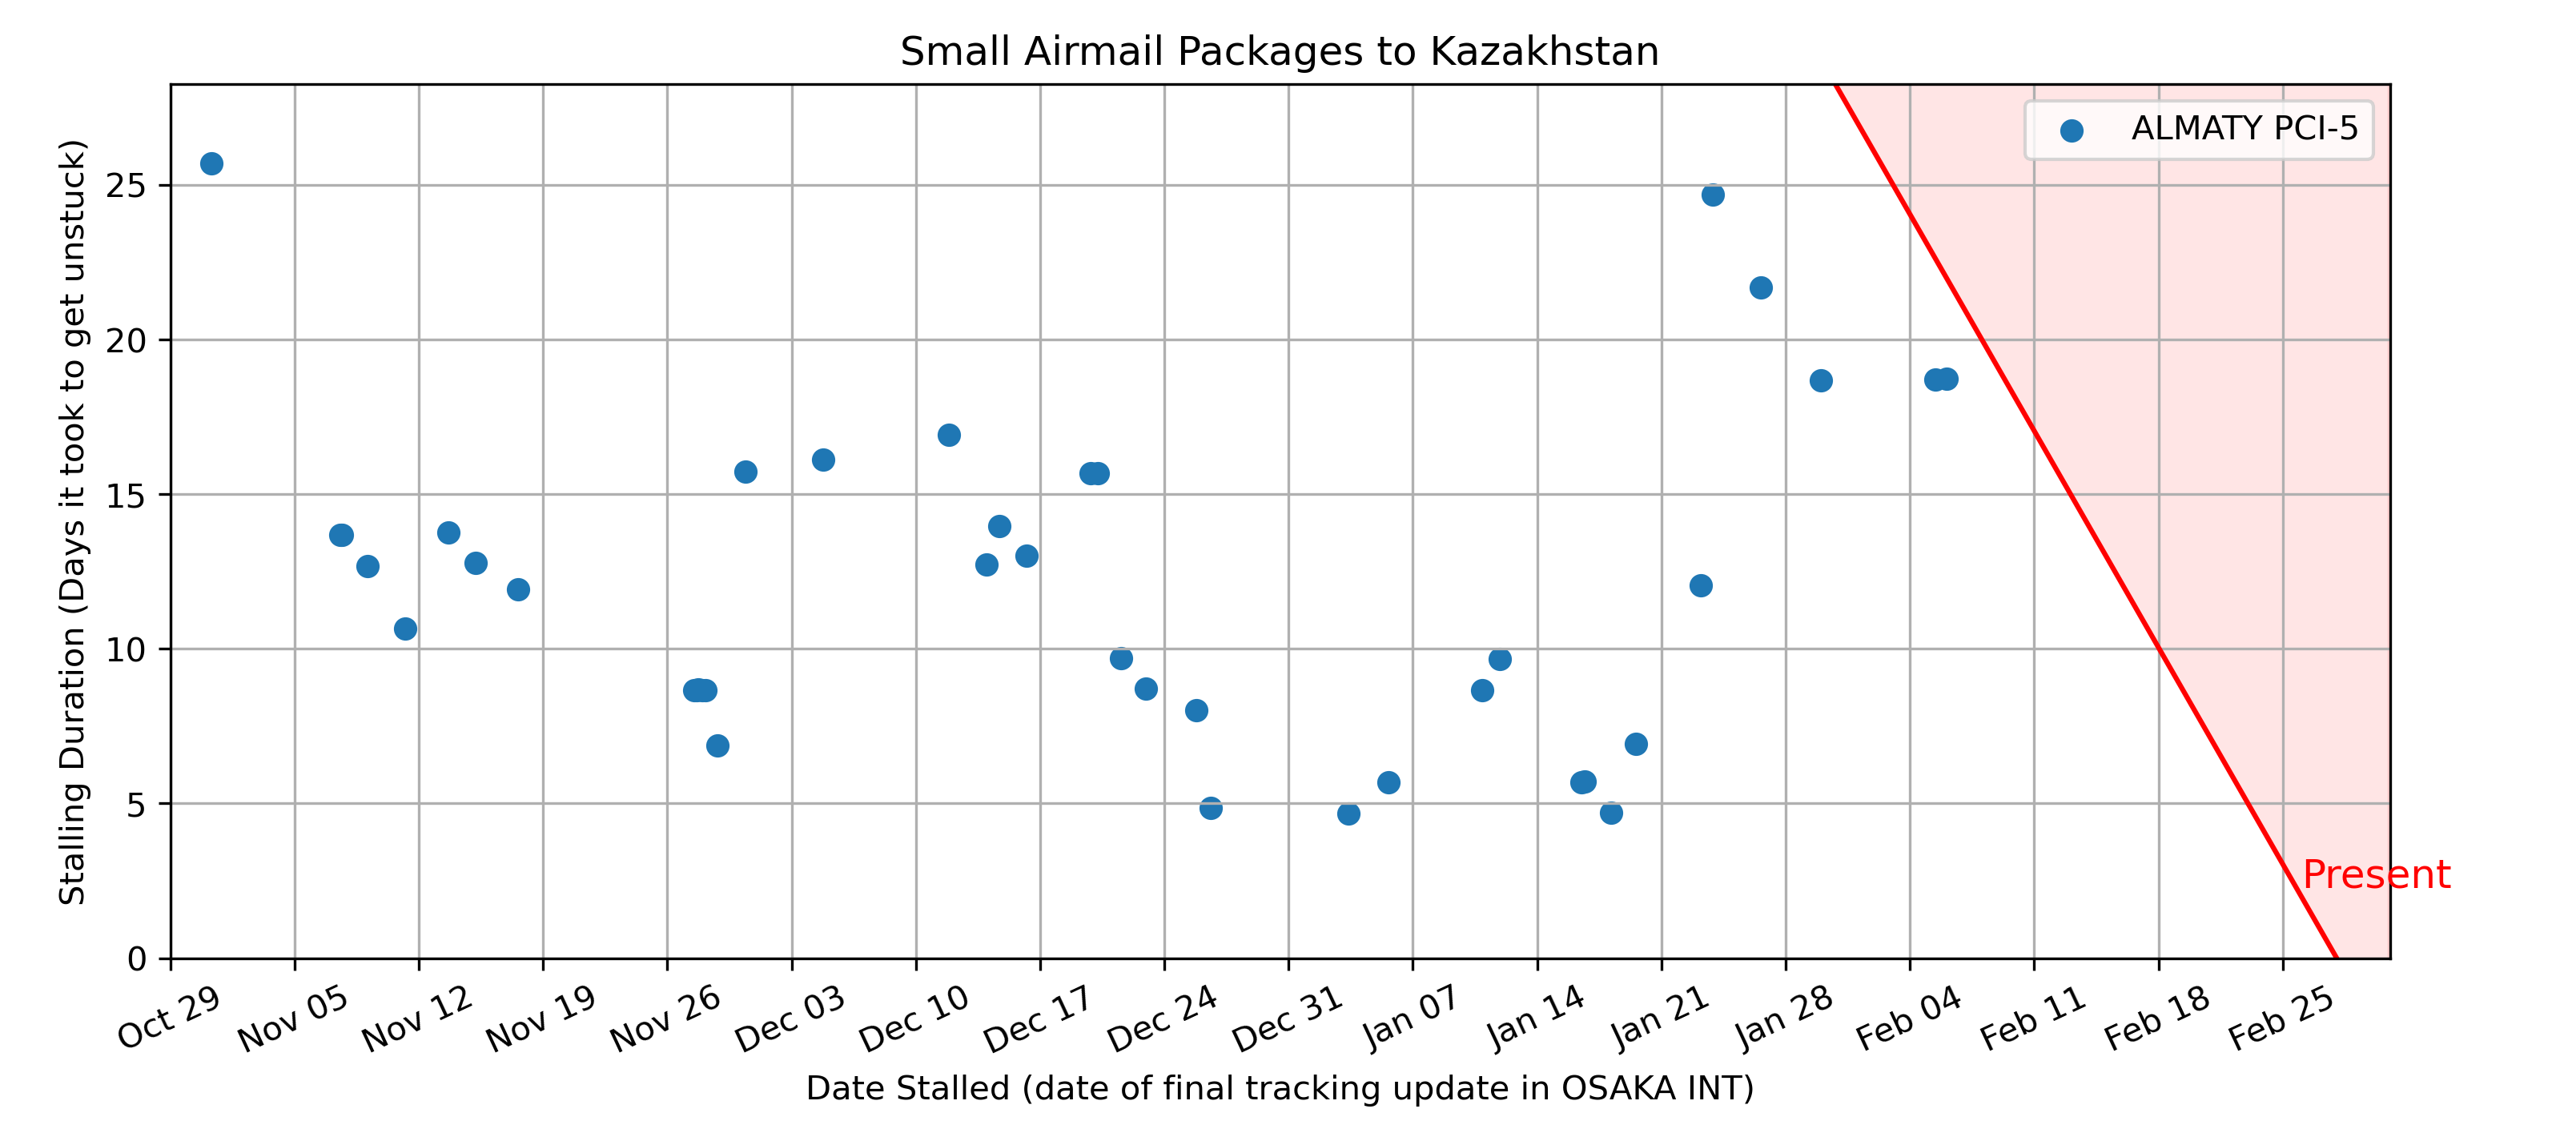 Small Airmail Packages to Kazakhstan
ALMATY PCI-5
Stalling Duration (Days it took to get unstuck)
25
20
15
10
5
0
Present
Oct 29
Nov 05
Nov 12
Nov 19
Nov 26
Dec 03
Dec 10
Dec 17
Dec 24
Dec 31
Jan 07
Jan 14
Jan 21
Jan 28
Feb 04
Feb 11
Feb 18
Feb 25
Date Stalled (date of final tracking update in OSAKA INT)